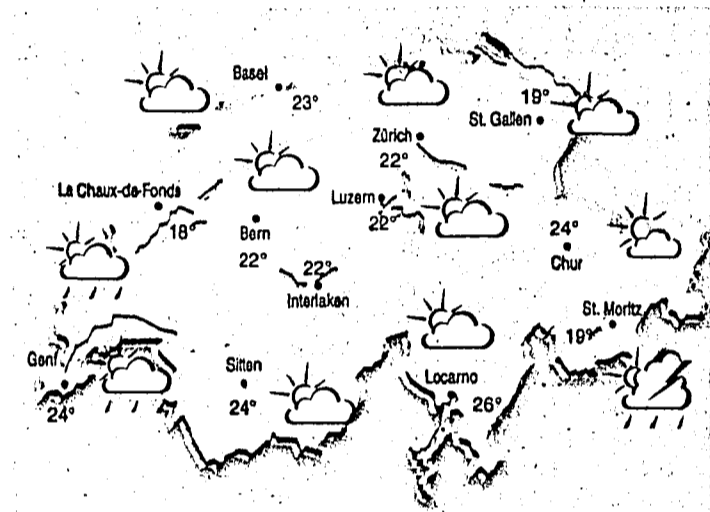 Basel
23°
19°
St. Gallen
Zürich
22°
La Chaux-de-Fonds
18°
Luzern
22°
Bern
22°
24°
Chur
22°
Interlaken
St. Moritz
19°
Genf
24°
Sitten
24°
Locarno
26°